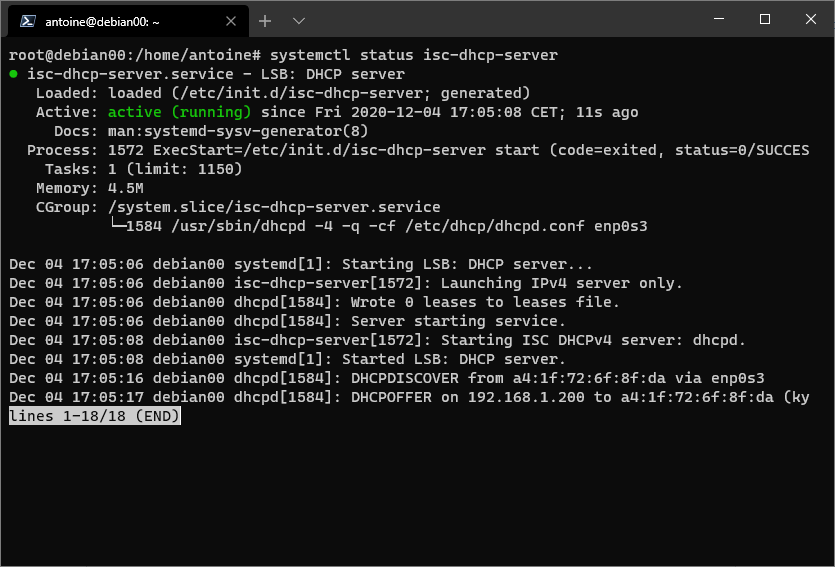 antoine@debian00: ~
root@debian00:/home/antoine# systemctl status isc-dhcp-server
● isc-dhcp-server.service - LSB: DHCP server
   Loaded: loaded (/etc/init.d/isc-dhcp-server; generated)
   Active: active (running) since Fri 2020-12-04 17:05:08 CET; 11s ago
     Docs: man:systemd-sysv-generator(8)
  Process: 1572 ExecStart=/etc/init.d/isc-dhcp-server start (code=exited, status=0/SUCCES
    Tasks: 1 (limit: 1150)
   Memory: 4.5M
   CGroup: /system.slice/isc-dhcp-server.service
           └─1584 /usr/sbin/dhcpd -4 -q -cf /etc/dhcp/dhcpd.conf enp0s3
Dec 04 17:05:06 debian00 systemd[1]: Starting LSB: DHCP server...
Dec 04 17:05:06 debian00 isc-dhcp-server[1572]: Launching IPv4 server only.
Dec 04 17:05:06 debian00 dhcpd[1584]: Wrote 0 leases to leases file.
Dec 04 17:05:06 debian00 dhcpd[1584]: Server starting service.
Dec 04 17:05:08 debian00 isc-dhcp-server[1572]: Starting ISC DHCPv4 server: dhcpd.
Dec 04 17:05:08 debian00 systemd[1]: Started LSB: DHCP server.
Dec 04 17:05:16 debian00 dhcpd[1584]: DHCPDISCOVER from a4:1f:72:6f:8f:da via enp0s3
Dec 04 17:05:17 debian00 dhcpd[1584]: DHCPOFFER on 192.168.1.200 to a4:1f:72:6f:8f:da (ky
lines 1-18/18 (END)